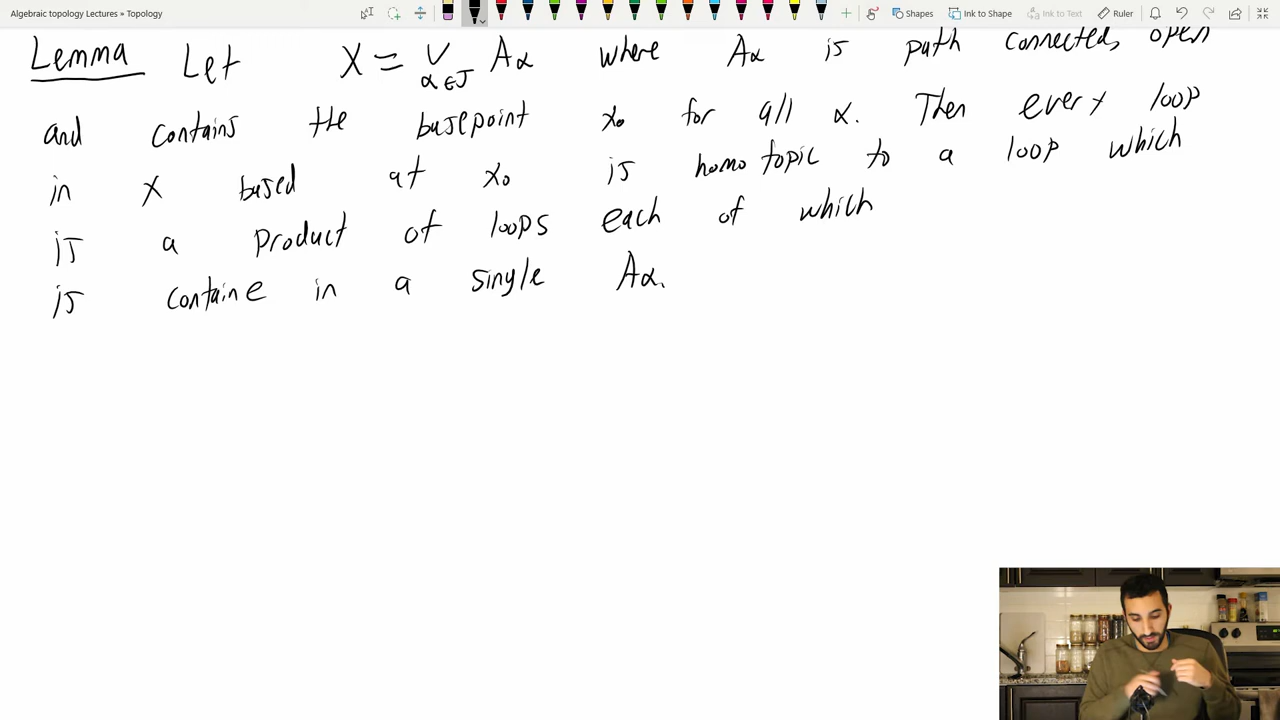 Algebraic topology Lectures » Topology
Shapes
Ink to Shape
Ink to Text
Ruler
Lemma Let X = ∨ Aα where Aα is path connected, open
α∈J
and contains the basepoint x₀ for all α. Then every loop
in X based at x₀ is homotopic to a loop which
is a product of loops each of which
is containe in a single Aα.